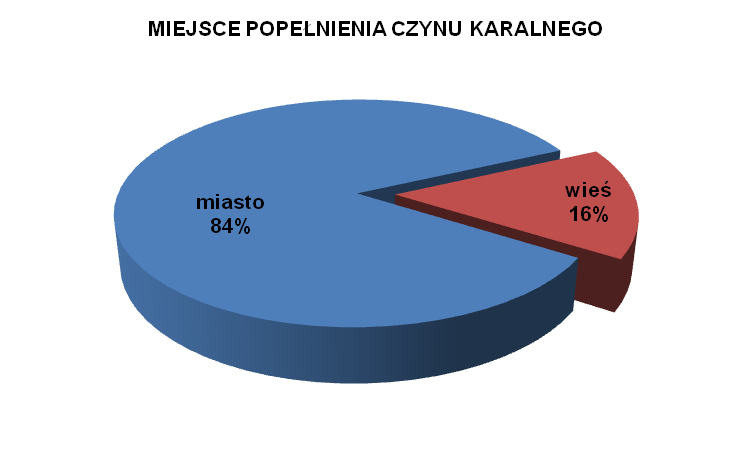 MIEJSCE POPEŁNIENIA CZYNU KARALNEGO
miasto
84%
wieś
16%